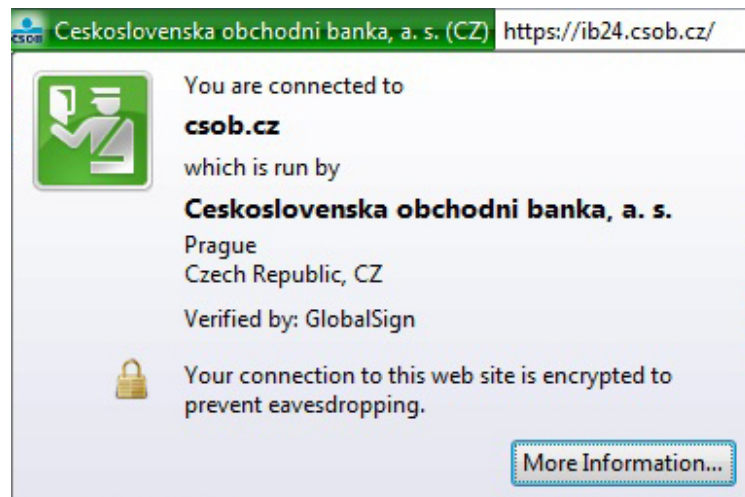 CSOB Ceskoslovenska obchodni banka, a. s. (CZ) https://ib24.csob.cz/
You are connected to
csob.cz
which is run by
Ceskoslovenska obchodni banka, a. s.
Prague
Czech Republic, CZ
Verified by: GlobalSign
Your connection to this web site is encrypted to
prevent eavesdropping.
More Information...